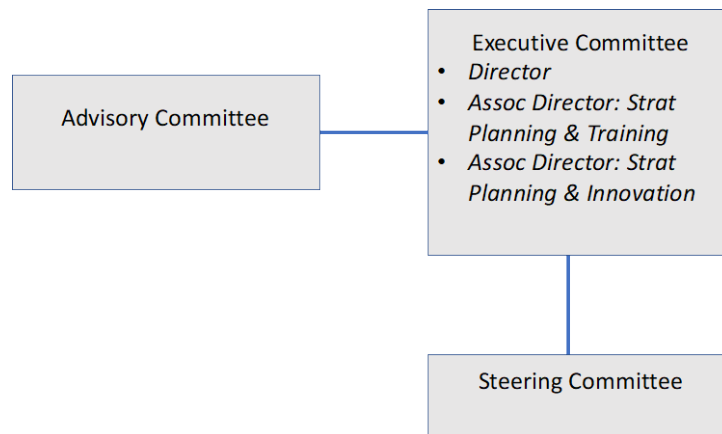 Advisory Committee
Executive Committee
• Director
• Assoc Director: Strat
Planning & Training
• Assoc Director: Strat
Planning & Innovation
Steering Committee